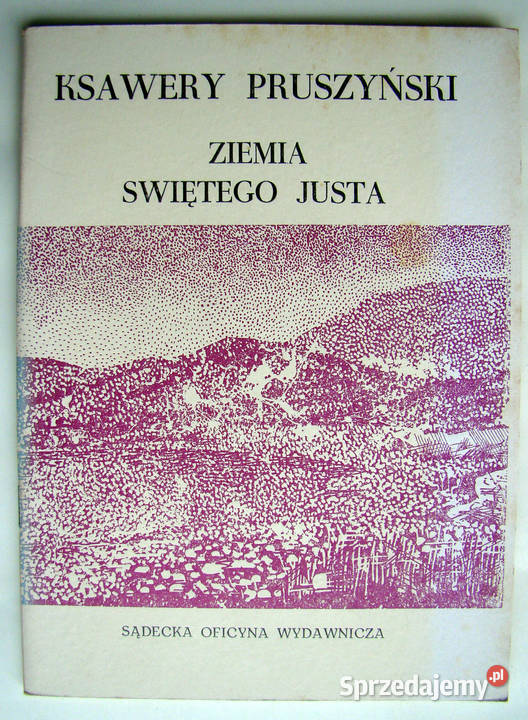 KSAWERY PRUSZYŃSKI
ZIEMIA
SWIĘTEGO JUSTA
SĄDECKA OFICYNA WYDAWNICZA
Sprzedajemy.pl